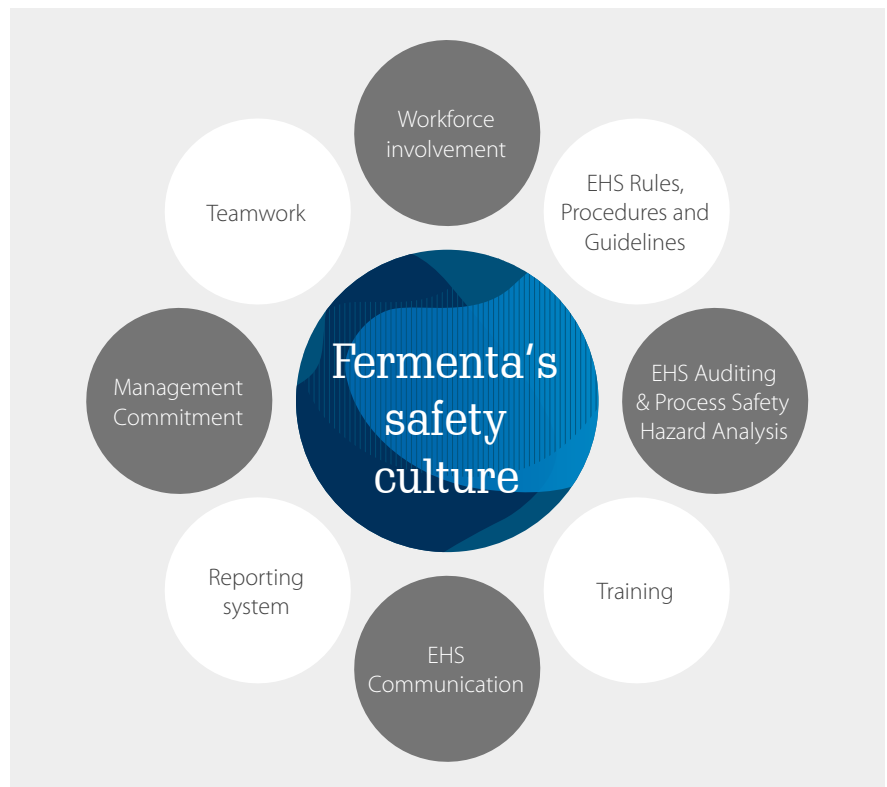 Workforce
involvement
EHS Rules,
Procedures and
Guidelines
EHS Auditing
& Process Safety
Hazard Analysis
Training
EHS
Communication
Reporting
system
Management
Commitment
Teamwork
Fermenta‘s
safety
culture